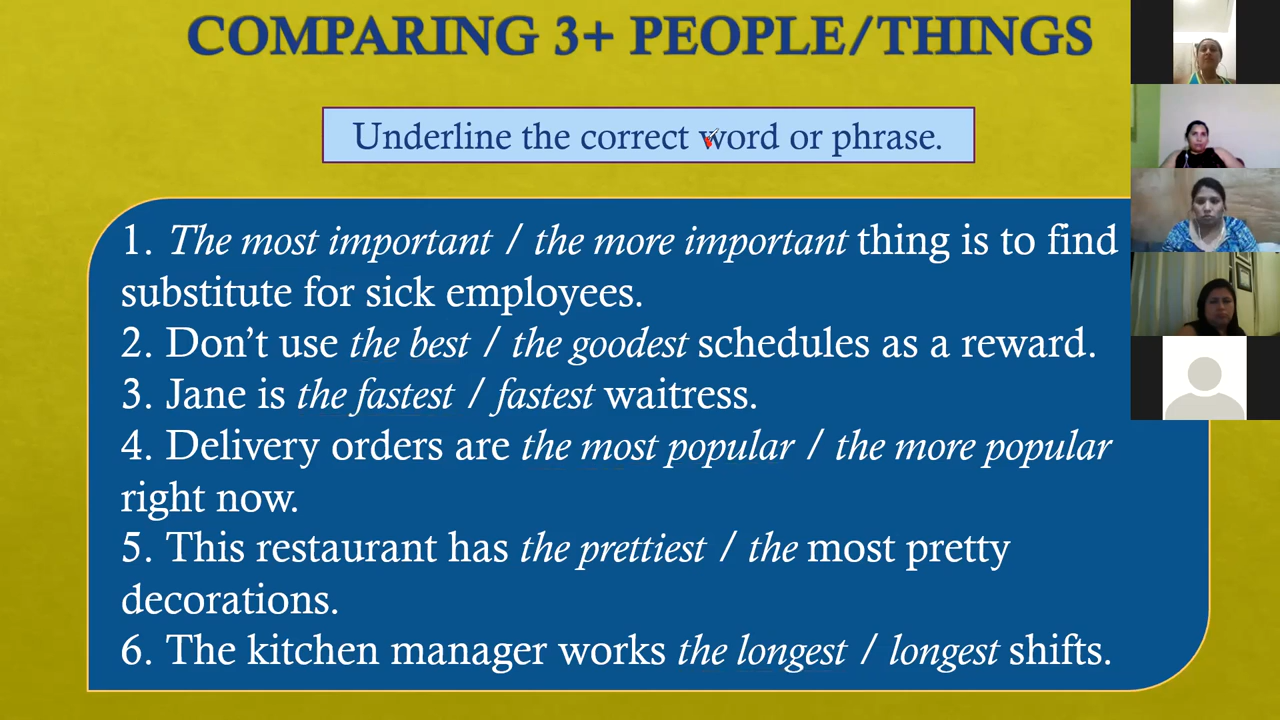 COMPARING 3+ PEOPLE/THINGS
Underline the correct word or phrase.
1. The most important / the more important thing is to find
substitute for sick employees.
2. Don't use the best / the goodest schedules as a reward.
3. Jane is the fastest / fastest waitress.
4. Delivery orders are the most popular / the more popular
right now.
5. This restaurant has the prettiest / the most pretty
decorations.
6. The kitchen manager works the longest / longest shifts.